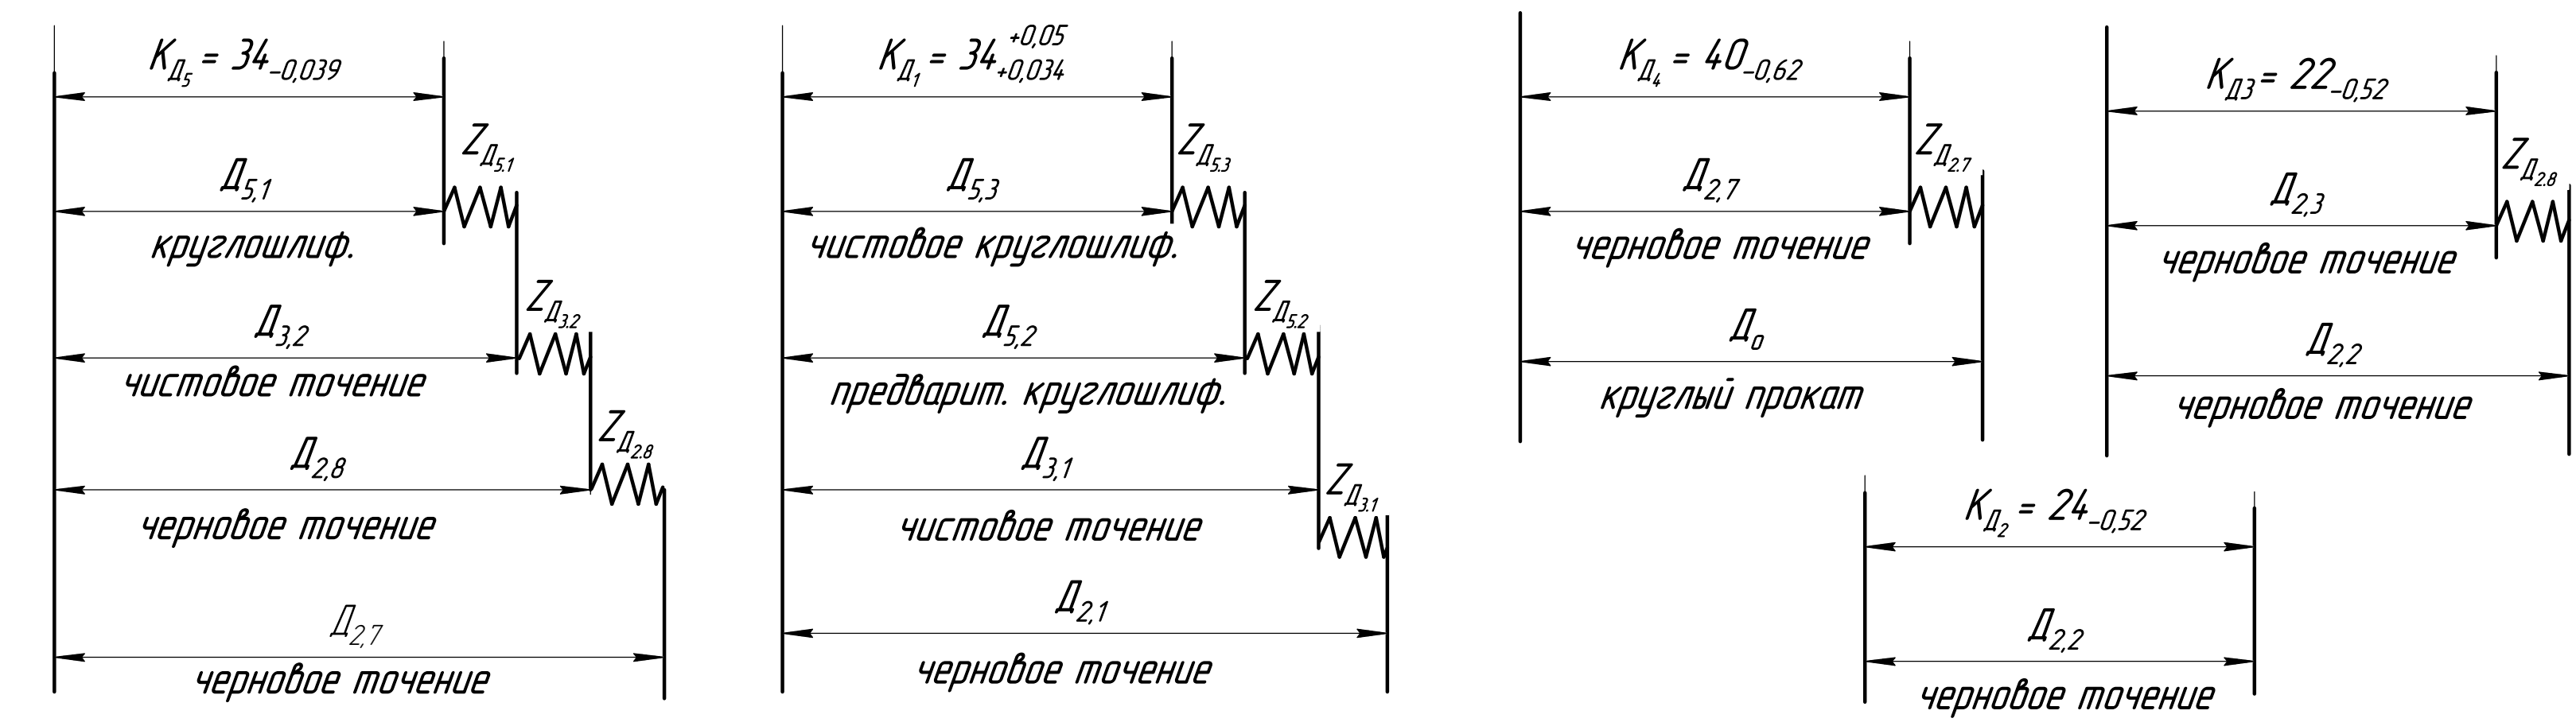 К_Д5 = 34 -0,039
Z_Д5.1
Д5,1
круглошлиф.
Z_Д3.2
Д3,2
чистовое точение
Z_Д2.8
Д2,8
черновое точение
Д2,7
черновое точение
К_Д1 = 34 +0,05 +0,034
Z_Д5.3
Д5,3
чистовое круглошлиф.
Z_Д5.2
Д5,2
предварит. круглошлиф.
Д3,1
Z_Д3.1
чистовое точение
Д2,1
черновое точение
К_Д4 = 40 -0,62
Z_Д2.7
Д2,7
черновое точение
Д0
круглый прокат
К_Д3 = 22 -0,52
Z_Д2.8
Д2,3
черновое точение
Д2,2
черновое точение
К_Д2 = 24 -0,52
Д2,2
черновое точение